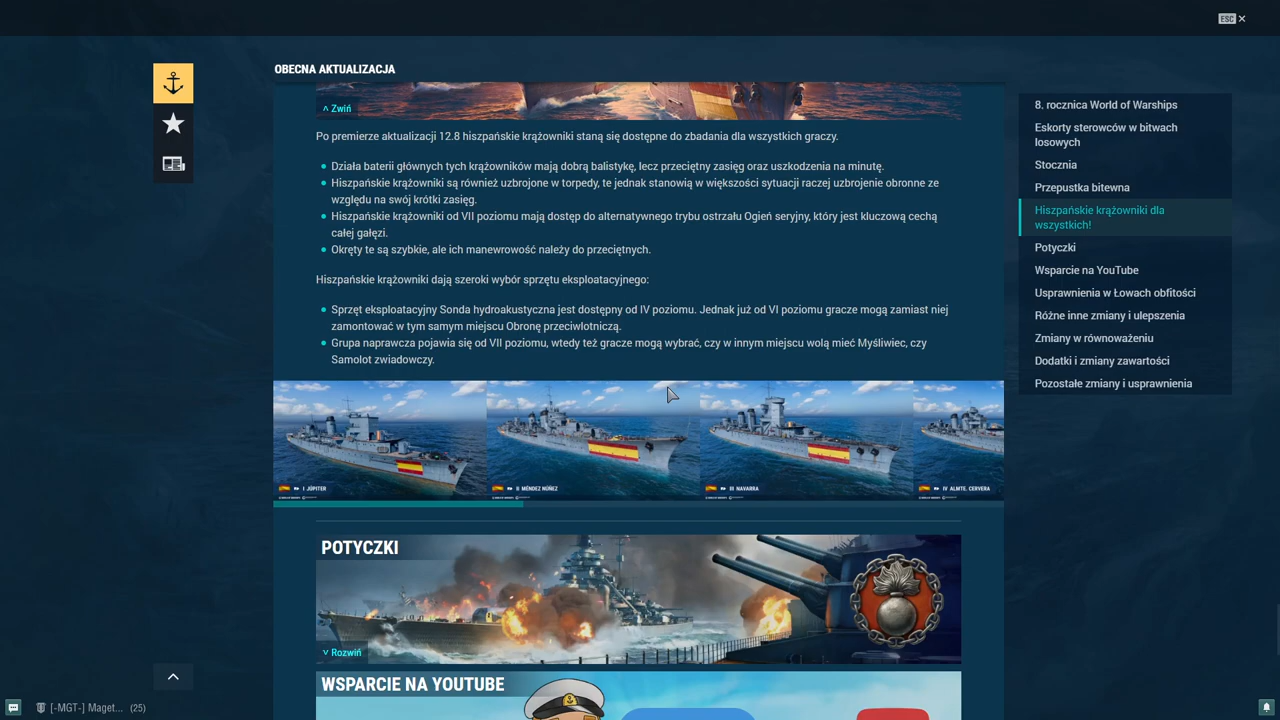 ESC
OBECNA AKTUALIZACJA
Zwiń
Po premierze aktualizacji 12.8 hiszpańskie krążowniki staną się dostępne do zbadania dla wszystkich graczy.
Działa baterii głównych tych krążowników mają dobrą balistykę, lecz przeciętny zasięg oraz uszkodzenia na minutę.
Hiszpańskie krążowniki są również uzbrojone w torpedy, te jednak stanowią w większości sytuacji raczej uzbrojenie obronne ze
względu na swój krótki zasięg.
Hiszpańskie krążowniki od VII poziomu mają dostęp do alternatywnego trybu ostrzału Ogień seryjny, który jest kluczową cechą
całej gałęzi.
Okręty te są szybkie, ale ich manewrowość należy do przeciętnych.
Hiszpańskie krążowniki dają szeroki wybór sprzętu eksploatacyjnego:
Sprzęt eksploatacyjny Sonda hydroakustyczna jest dostępny od IV poziomu. Jednak już od VI poziomu gracze mogą zamiast niej
zamontować w tym samym miejscu Obronę przeciwlotniczą.
Grupa naprawcza pojawia się od VII poziomu, wtedy też gracze mogą wybrać, czy w innym miejscu wolą mieć Myśliwiec, czy
Samolot zwiadowczy.
I JÚPITER
II MÉNDEZ NÚÑEZ
III NAVARRA
IV ALMTE. CERVERA
POTYCZKI
Rozwiń
WSPARCIE NA YOUTUBE
8. rocznica World of Warships
Eskorty sterowców w bitwach
losowych
Stocznia
Przepustka bitewna
Hiszpańskie krążowniki dla
wszystkich!
Potyczki
Wsparcie na YouTube
Usprawnienia w Łowach obfitości
Różne inne zmiany i ulepszenia
Zmiany w równoważeniu
Dodatki i zmiany zawartości
Pozostałe zmiany i usprawnienia
[-MGT-] Maget... (25)